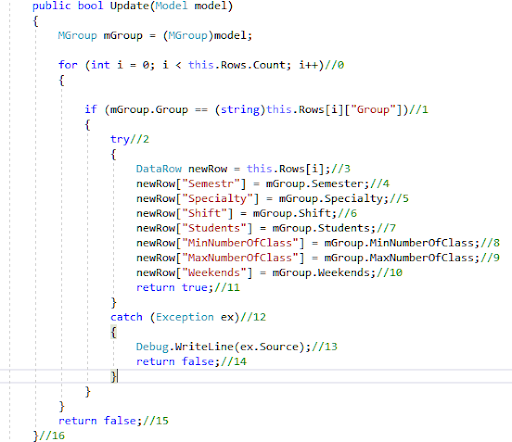 public bool Update(Model model)
{
MGroup mGroup = (MGroup)model;
for (int i = 0; i < this.Rows.Count; i++)//0
{
if (mGroup.Group == (string)this.Rows[i]["Group"])//1
{
try//2
{
DataRow newRow = this.Rows[i];//3
newRow["Semestr"] = mGroup.Semester;//4
newRow["Specialty"] = mGroup.Specialty;//5
newRow["Shift"] = mGroup.Shift;//6
newRow["Students"] = mGroup.Students;//7
newRow["MinNumberOfClass"] = mGroup.MinNumberOfClass;//8
newRow["MaxNumberOfClass"] = mGroup.MaxNumberOfClass;//9
newRow["Weekends"] = mGroup.Weekends;//10
return true;//11
}
catch (Exception ex)//12
{
Debug.WriteLine(ex.Source);//13
return false;//14
}
}
}
return false;//15
}//16